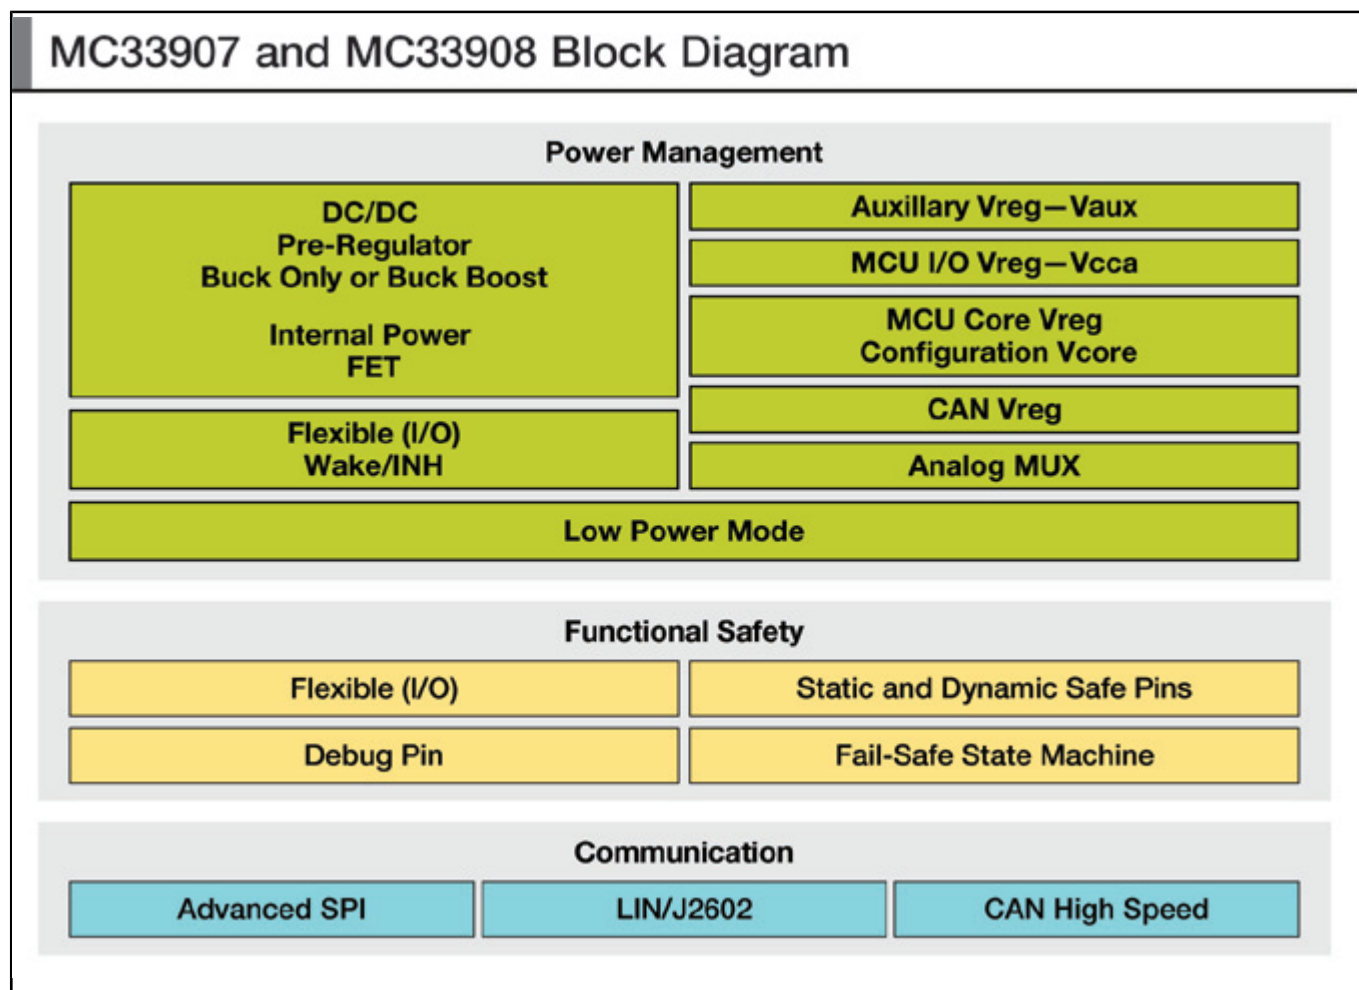 MC33907 and MC33908 Block Diagram
Power Management
DC/DC
Pre-Regulator
Buck Only or Buck Boost
Internal Power
FET
Flexible (I/O)
Wake/INH
Auxillary Vreg—Vaux
MCU I/O Vreg—Vcca
MCU Core Vreg
Configuration Vcore
CAN Vreg
Analog MUX
Low Power Mode
Functional Safety
Flexible (I/O)
Static and Dynamic Safe Pins
Debug Pin
Fail-Safe State Machine
Communication
Advanced SPI
LIN/J2602
CAN High Speed